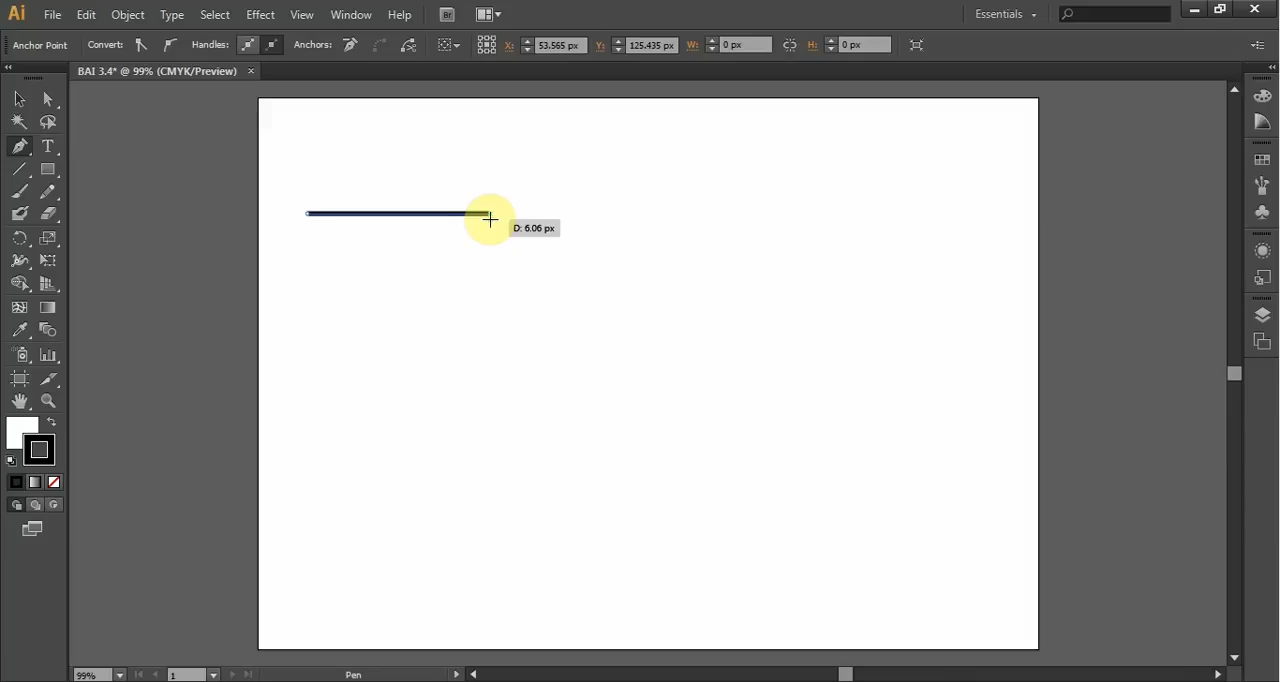 Ai File Edit Object Type Select Effect View Window Help Br Essentials
Anchor Point Convert: Handles: Anchors: X: 53.565 px Y: 125.435 px W: 0 px H: 0 px
BAI 3.4* @ 99% (CMYK/Preview) ×
T
D: 6.06 px
99% 1 Pen